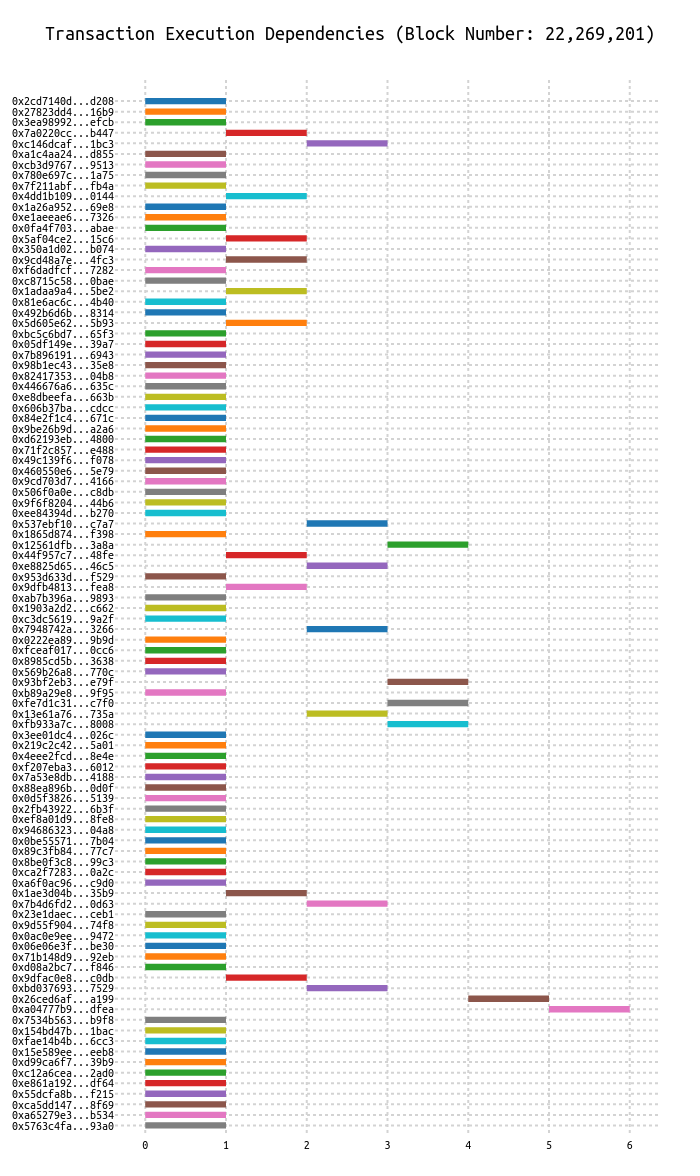 Transaction Execution Dependencies (Block Number: 22,269,201)
0x2cd7140d...d208
0x27823dd4...16b9
0x3ea98992...efcb
0x7a0220cc...b447
0xc146dcaf...1bc3
0xa1c4aa24...d855
0xcb3d9767...9513
0x780e697c...1a75
0x7f211abf...fb4a
0x4dd1b109...0144
0x1a26a952...69e8
0xe1aeeae6...7326
0x0fa4f703...abae
0x5af04ce2...15c6
0x350a1d02...b074
0x9cd48a7e...4fc3
0xf6dadfcf...7282
0xc8715c58...0bae
0x1adaa9a4...5be2
0x81e6ac6c...4b40
0x492b6d6b...8314
0x5d605e62...5b93
0xbc5c6bd7...65f3
0x05df149e...39a7
0x7b896191...6943
0x98b1ec43...35e8
0x82417353...04b8
0x446676a6...635c
0xe8dbeefa...663b
0x606b37ba...cdcc
0x84e2f1c4...671c
0x9be26b9d...a2a6
0xd62193eb...4800
0x71f2c857...e488
0x49c139f6...f078
0x460550e6...5e79
0x9cd703d7...4166
0x506f0a0e...c8db
0x9f6f8204...44b6
0xee84394d...b270
0x537ebf10...c7a7
0x1865d874...f398
0x12561dfb...3a8a
0x44f957c7...48fe
0xe8825d65...46c5
0x953d633d...f529
0x9dfb4813...fea8
0xab7b396a...9893
0x1903a2d2...c662
0xc3dc5619...9a2f
0x7948742a...3266
0x0222ea89...9b9d
0xfceaf017...0cc6
0x8985cd5b...3638
0x569b26a8...770c
0x93bf2eb3...e79f
0xb89a29e8...9f95
0xfe7d1c31...c7f0
0x13e61a76...735a
0xfb933a7c...8008
0x3ee01dc4...026c
0x219c2c42...5a01
0x4eee2fcd...8e4e
0xf207eba3...6012
0x7a53e8db...4188
0x88ea896b...0d0f
0x0d5f3826...5139
0x2fb43922...6b3f
0xef8a01d9...8fe8
0x94686323...04a8
0x0be55571...7b04
0x89c3fb84...77c7
0x8be0f3c8...99c3
0xca2f7283...0a2c
0xa6f0ac96...c9d0
0x1ae3d04b...35b9
0x7b4d6fd2...0d63
0x23e1daec...ceb1
0x9d55f904...74f8
0x0ac0e9ee...9472
0x06e06e3f...be30
0x71b148d9...92eb
0xd08a2bc7...f846
0x9dfac0e8...c0db
0xbd037693...7529
0x26ced6af...a199
0xa04777b9...dfea
0x7534b563...b9f8
0x154bd47b...1bac
0xfae14b4b...6cc3
0x15e589ee...eeb8
0xd99ca6f7...39b9
0xc12a6cea...2ad0
0xe861a192...df64
0x55dcfa8b...f215
0xca5dd147...8f69
0xa65279e3...b534
0x5763c4fa...93a0
0 1 2 3 4 5 6